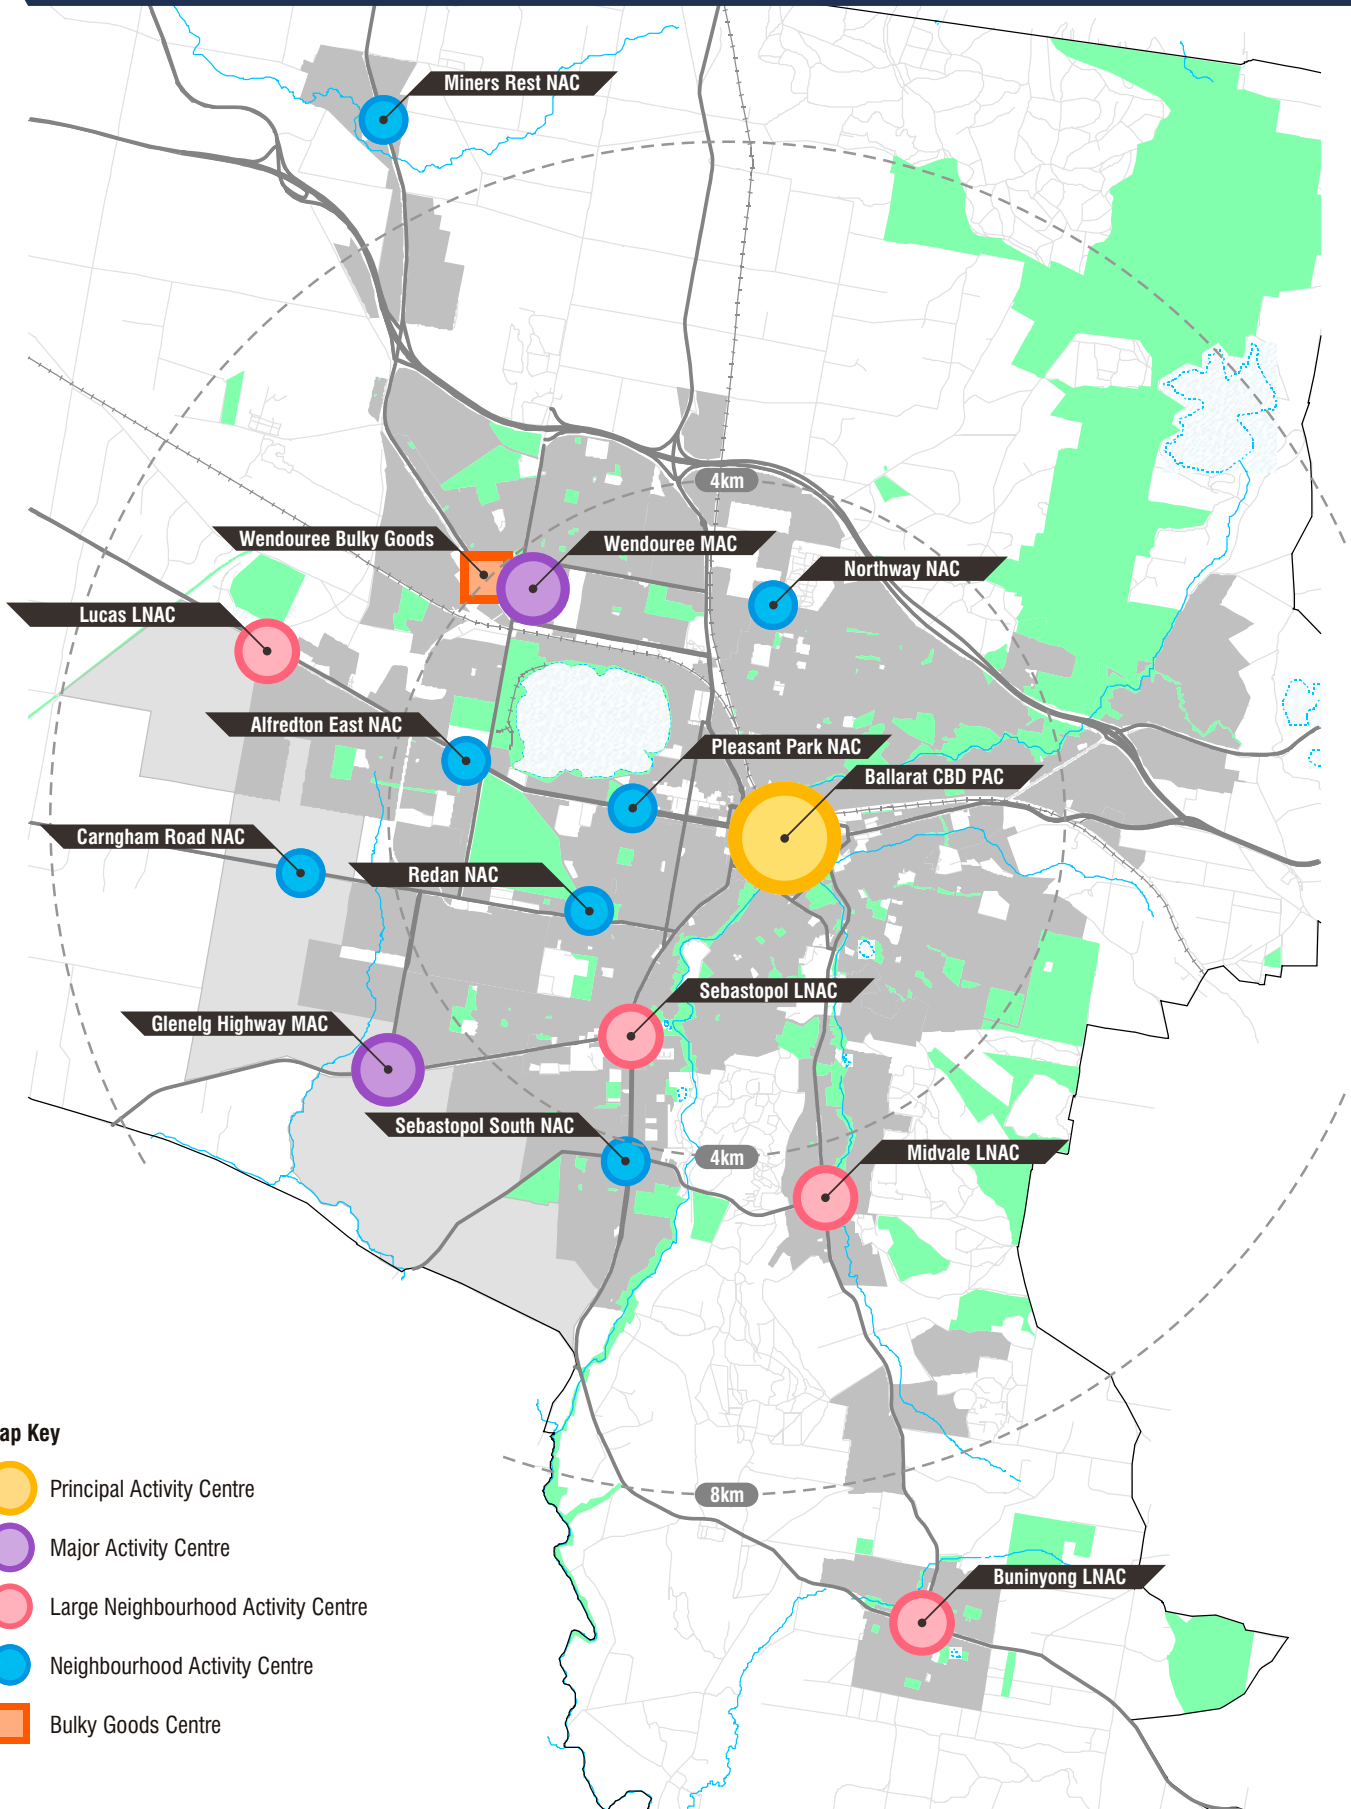 Miners Rest NAC
4km
Wendouree Bulky Goods
Wendouree MAC
Northway NAC
Lucas LNAC
Alfredton East NAC
Pleasant Park NAC
Ballarat CBD PAC
Carngham Road NAC
Redan NAC
Sebastopol LNAC
Glenelg Highway MAC
Sebastopol South NAC
4km
Midvale LNAC
8km
Buninyong LNAC
ap Key
Principal Activity Centre
Major Activity Centre
Large Neighbourhood Activity Centre
Neighbourhood Activity Centre
Bulky Goods Centre